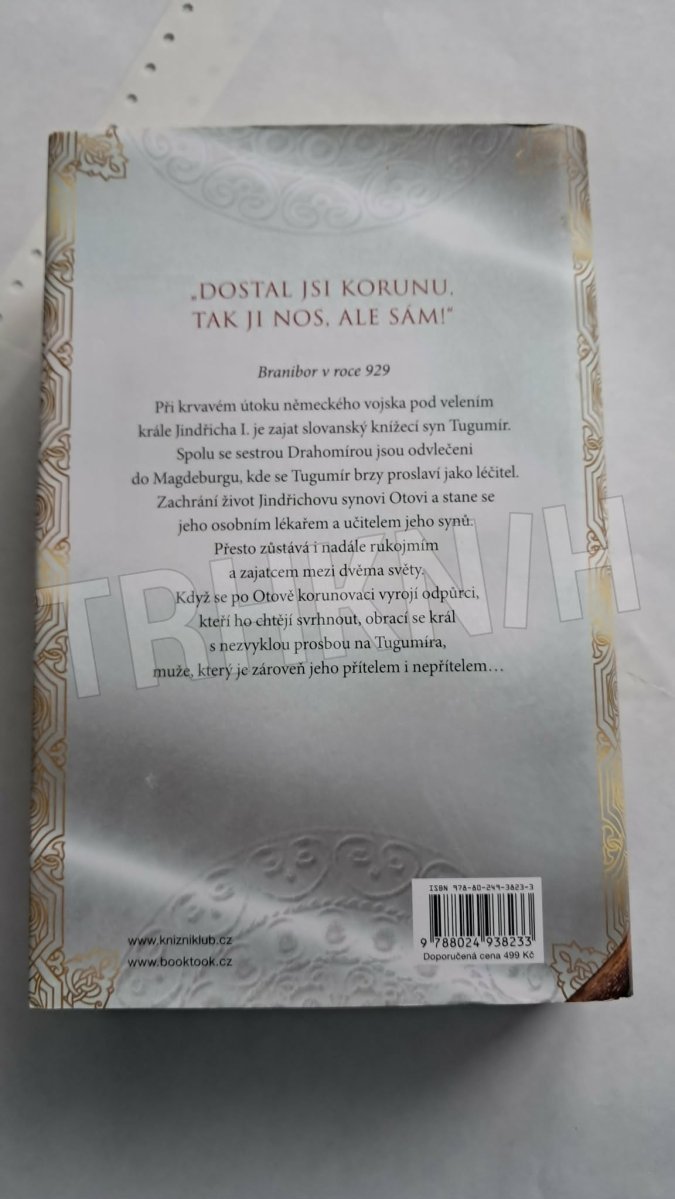 „DOSTAL JSI KORUNU,
TAK JI NOS, ALE SÁM!“
Branibor v roce 929
Při krvavém útoku německého vojska pod velením
krále Jindřicha I. je zajat slovanský knížecí syn Tugumír.
Spolu se sestrou Drahomírou jsou odvlečeni
do Magdeburgu, kde se Tugumír brzy proslaví jako léčitel.
Zachrání život Jindřichovu synovi Otovi a stane se
jeho osobním lékařem a učitelem jeho synů.
Přesto zůstává i nadále rukojmím
a zajatcem mezi dvěma světy.
Když se po Otově korunovaci vyrojí odpůrci,
kteří ho chtějí svrhnout, obrací se král
s nezvyklou prosbou na Tugumíra,
muže, který je zároveň jeho přítelem i nepřítelem…
TRHKNIH
ISBN 978-80-249-3823-3
9 788024 938233
Doporučená cena 499 Kč
www.knizniklub.cz
www.booktook.cz